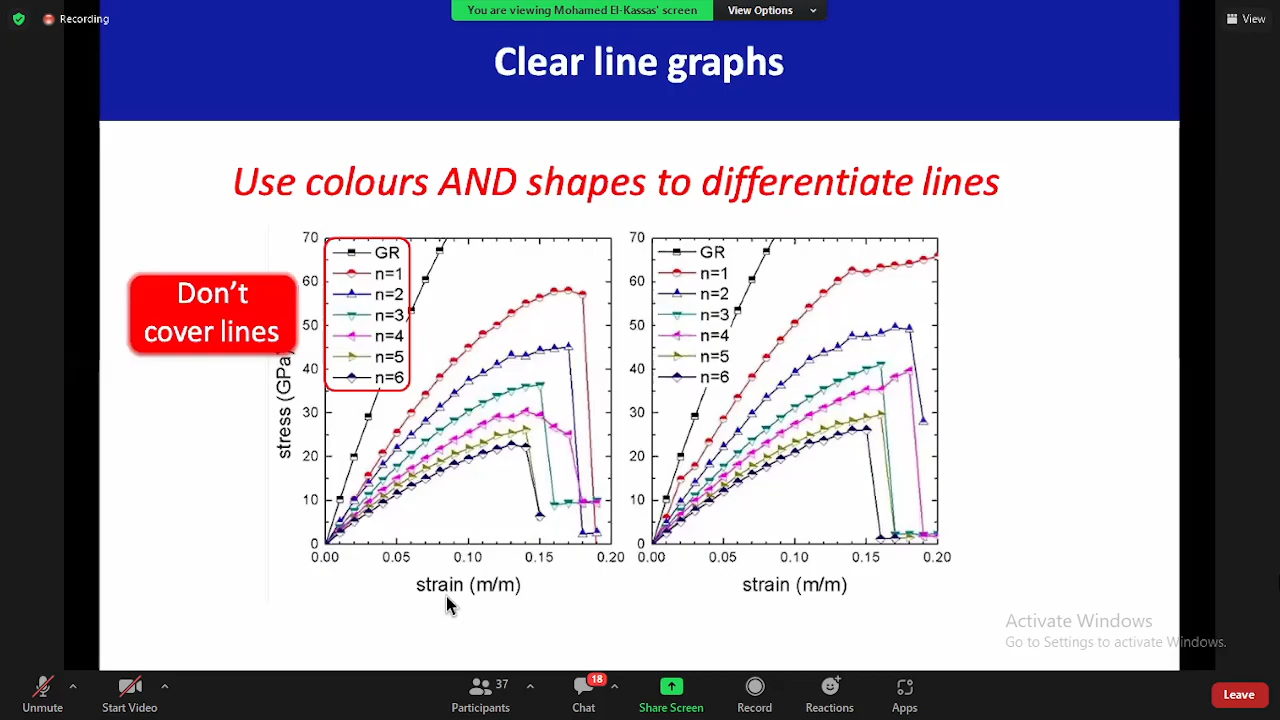 Recording
You are viewing Mohamed El-Kassas' screen
View Options
View
Clear line graphs
Use colours AND shapes to differentiate lines
Don't
cover lines
stress (GPa)
70
60
50
40
30
20
10
0
GR
n=1
n=2
n=3
n=4
n=5
n=6
0.00 0.05 0.10 0.15 0.20
strain (m/m)
70
60
50
40
30
20
10
0
GR
n=1
n=2
n=3
n=4
n=5
n=6
0.00 0.05 0.10 0.15 0.20
strain (m/m)
Activate Windows
Go to Settings to activate Windows.
Unmute
Start Video
37
Participants
18
Chat
Share Screen
Record
Reactions
Apps
Leave